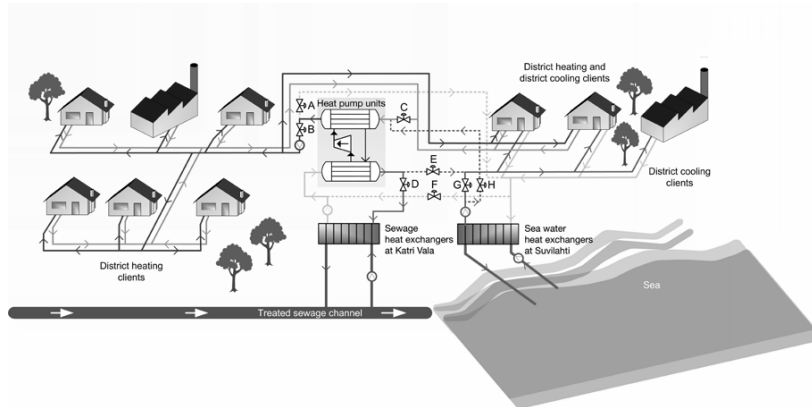 District heating and
district cooling clients
A
Heat pump units
C
B
E
District cooling
clients
D
G
H
F
Sewage
heat exchangers
at Katri Vala
Sea water
heat exchangers
at Suvilahti
District heating
clients
Sea
Treated sewage channel